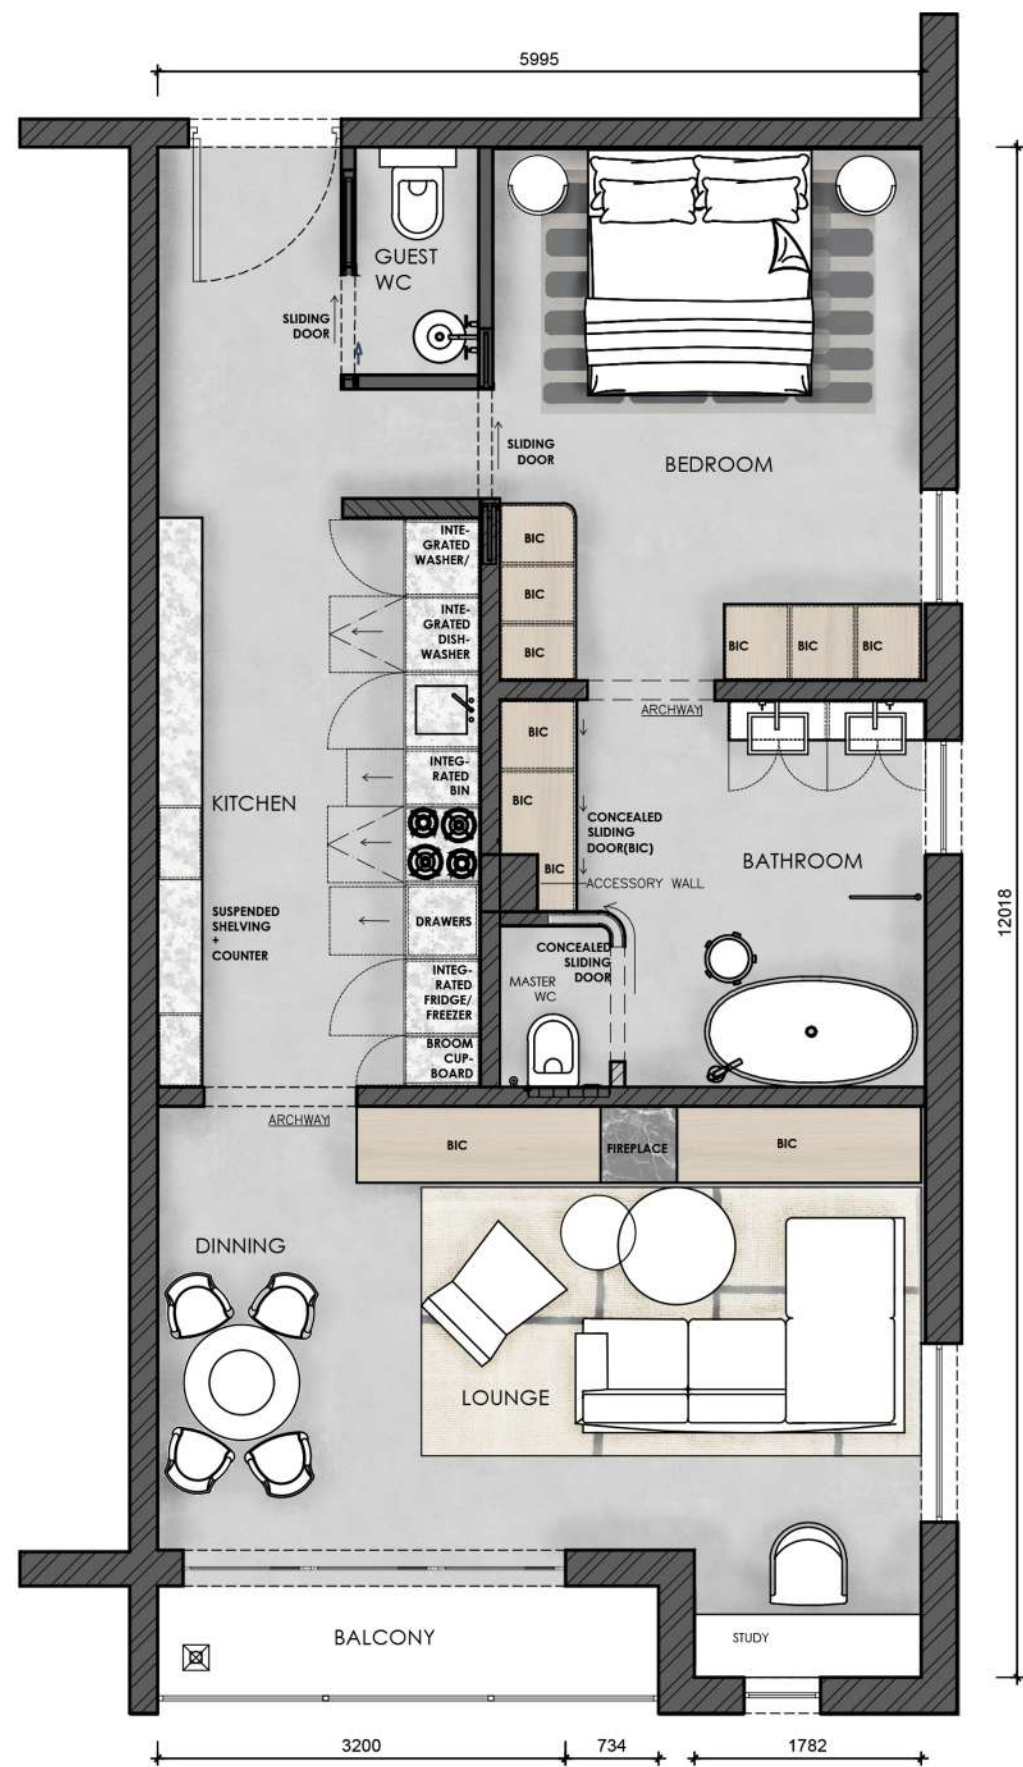 5995
GUEST
WC
SLIDING
DOOR
SLIDING
DOOR
BEDROOM
INTE-
GRATED
WASHER/
BIC
INTE-
GRATED
DISH-
WASHER
BIC
BIC
BIC
BIC
BIC
ARCHWAY
BIC
INTEG-
RATED
BIN
KITCHEN
BIC
CONCEALED
SLIDING
DOOR(BIC)
BATHROOM
BIC
ACCESSORY WALL
12018
SUSPENDED
SHELVING
+
COUNTER
DRAWERS
CONCEALED
SLIDING
DOOR
INTEG-
RATED
FRIDGE/
FREEZER
MASTER
WC
BROOM
CUP-
BOARD
ARCHWAY
BIC
FIREPLACE
BIC
DINNING
LOUNGE
BALCONY
STUDY
3200
734
1782